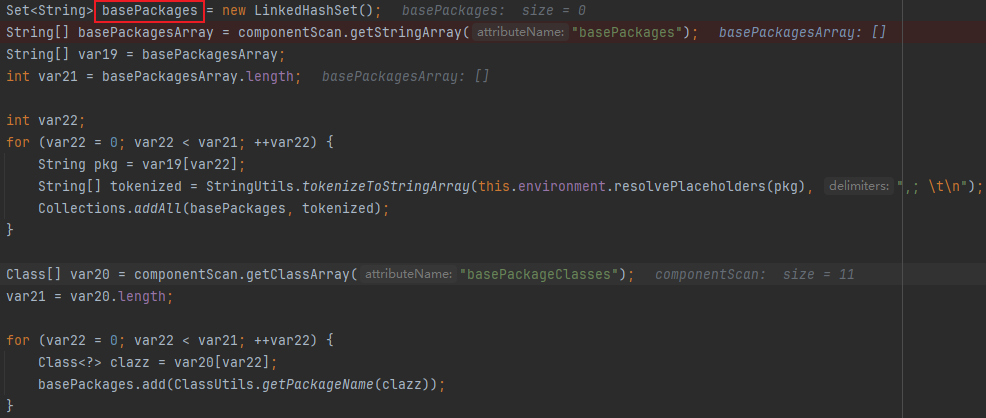 Set<String> basePackages = new LinkedHashSet(); basePackages: size = 0
String[] basePackagesArray = componentScan.getStringArray( attributeName: "basePackages"); basePackagesArray: []
String[] var19 = basePackagesArray;
int var21 = basePackagesArray.length; basePackagesArray: []
int var22;
for (var22 = 0; var22 < var21; ++var22) {
String pkg = var19[var22];
String[] tokenized = StringUtils.tokenizeToStringArray(this.environment.resolvePlaceholders(pkg), delimiters: ",; \t\n");
Collections.addAll(basePackages, tokenized);
}
Class[] var20 = componentScan.getClassArray( attributeName: "basePackageClasses"); componentScan: size = 11
var21 = var20.length;
for (var22 = 0; var22 < var21; ++var22) {
Class<?> clazz = var20[var22];
basePackages.add(ClassUtils.getPackageName(clazz));
}